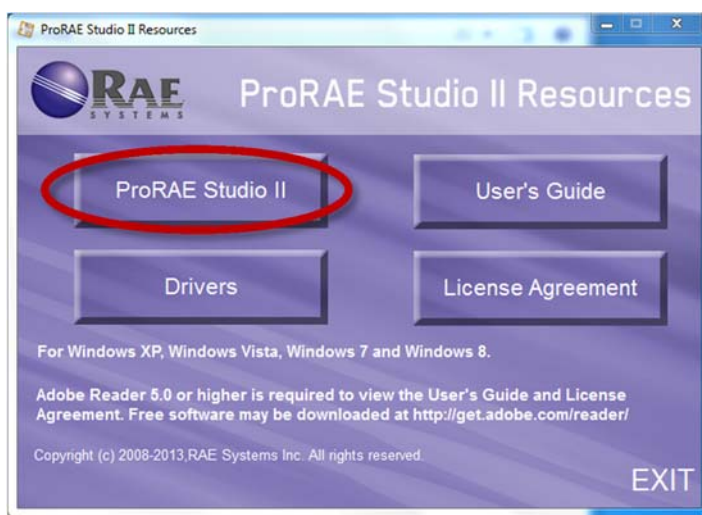 ProRAE Studio II Resources
RAE
SYSTEMS
ProRAE Studio II Resources
ProRAE Studio II
User's Guide
Drivers
License Agreement
For Windows XP, Windows Vista, Windows 7 and Windows 8.
Adobe Reader 5.0 or higher is required to view the User's Guide and License
Agreement. Free software may be downloaded at http://get.adobe.com/reader/
Copyright (c) 2008-2013,RAE Systems Inc. All rights reserved.
EXIT